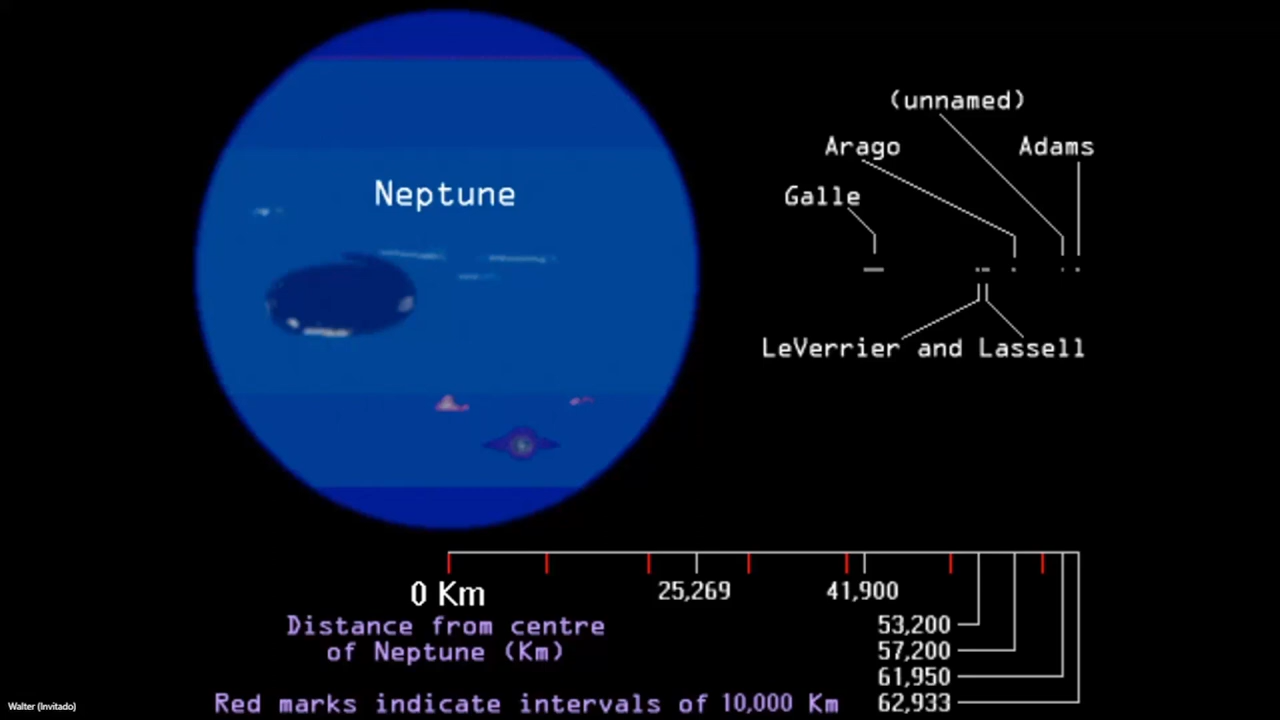 (unnamed)
Arago
Adams
Neptune
Galle
LeVerrier and Lassell
0 Km
25,269
41,900
Distance from centre
of Neptune (Km)
53,200
57,200
61,950
62,933
Red marks indicate intervals of 10,000 Km
Walter (Invitado)